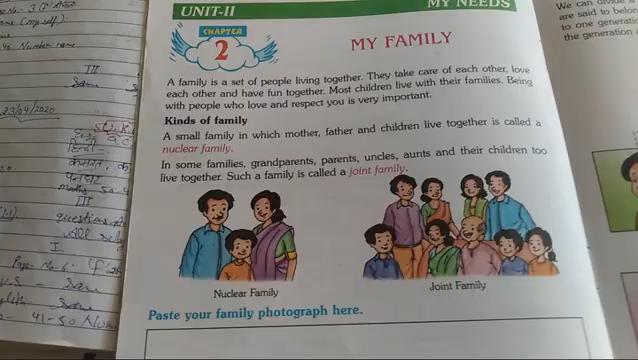 UNIT-II
MY NEEDS
CHAPTER
2
MY FAMILY
A family is a set of people living together. They take care of each other, love
each other and have fun together. Most children live with their families. Being
with people who love and respect you is very important.
Kinds of family
A small family in which mother, father and children live together is called a
nuclear family.
In some families, grandparents, parents, uncles, aunts and their children too
live together. Such a family is called a joint family.
Nuclear Family
Joint Family
Paste your family photograph here.
We can divide
are said to belon
to one generati
the generation
23/04/2020
III
questions
III